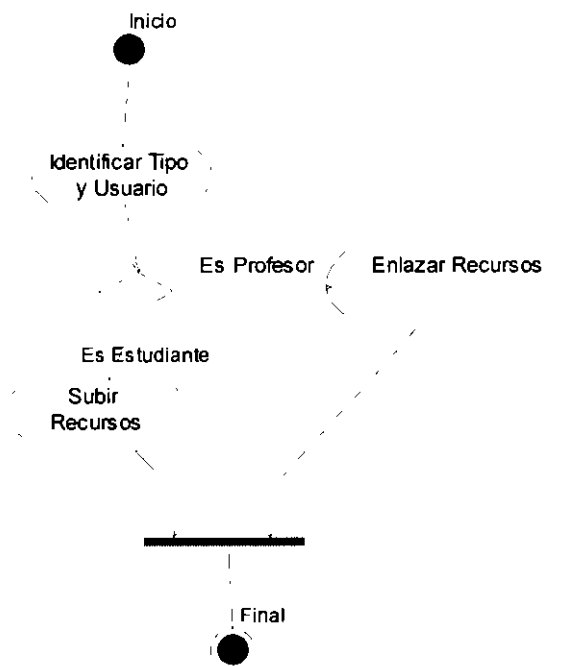 Inicio
Identificar Tipo
y Usuario
Es Profesor
Enlazar Recursos
Es Estudiante
Subir
Recursos
Final